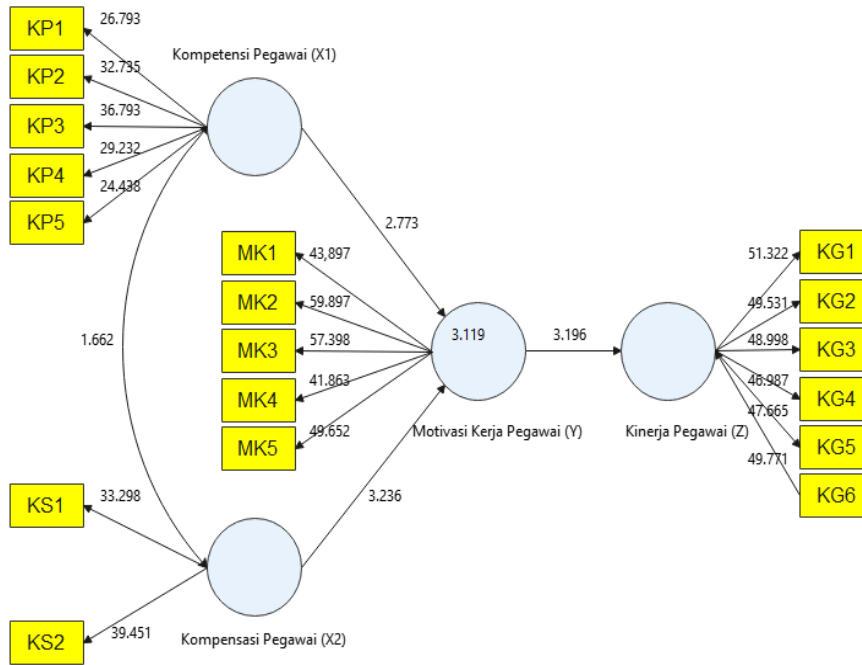 KP1
26.793
KP2
32.735
KP3
36.793
KP4
29.232
KP5
24.438
Kompetensi Pegawai (X1)
2.773
1.662
MK1
43,897
MK2
59.897
MK3
57.398
MK4
41.863
MK5
49.652
3.119
Motivasi Kerja Pegawai (Y)
3.196
Kinerja Pegawai (Z)
KG1
51.322
KG2
49.531
KG3
48.998
KG4
46.987
KG5
47.665
KG6
49.771
3.236
KS1
33.298
KS2
39.451
Kompensasi Pegawai (X2)